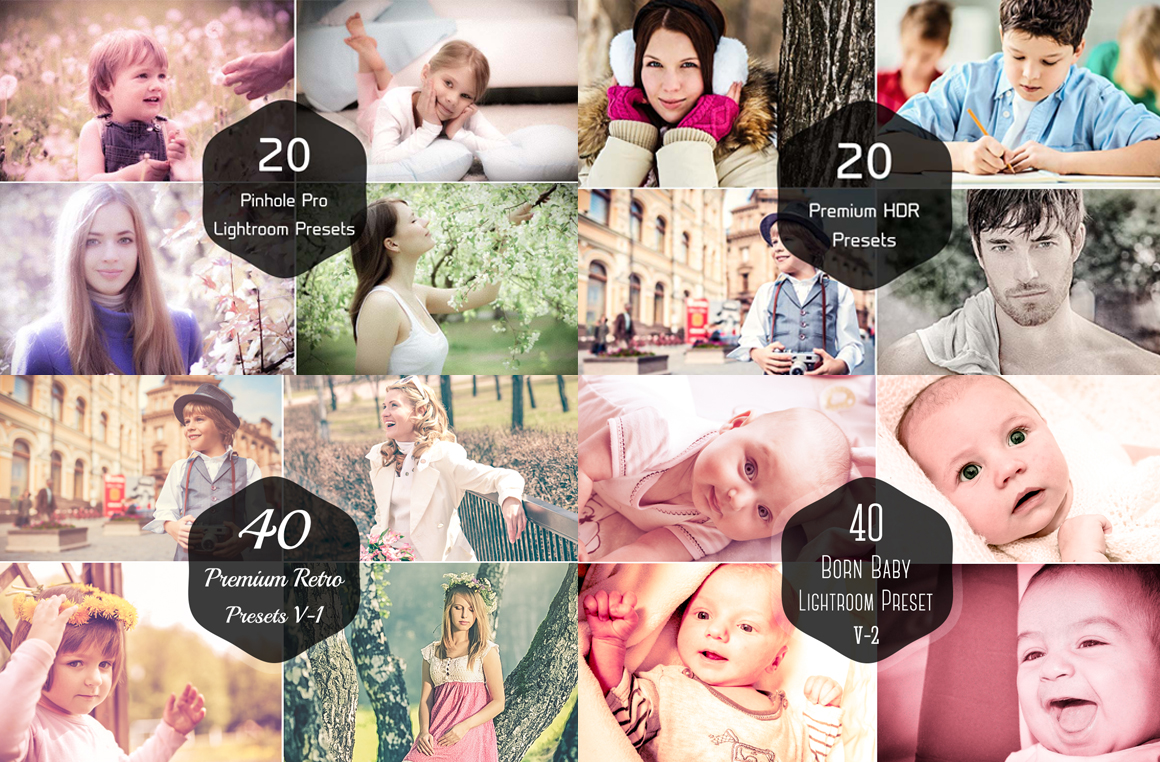 20
Pinhole Pro
Lightroom Presets
20
Premium HDR
Presets
40
Premium Retro
Presets V-1
40
Born Baby
Lightroom Preset
V-2